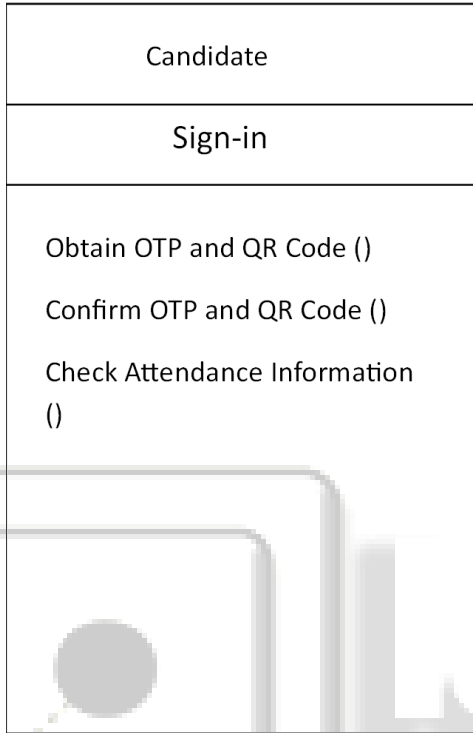 Candidate
Sign-in
Obtain OTP and QR Code ()
Confirm OTP and QR Code ()
Check Attendance Information
()